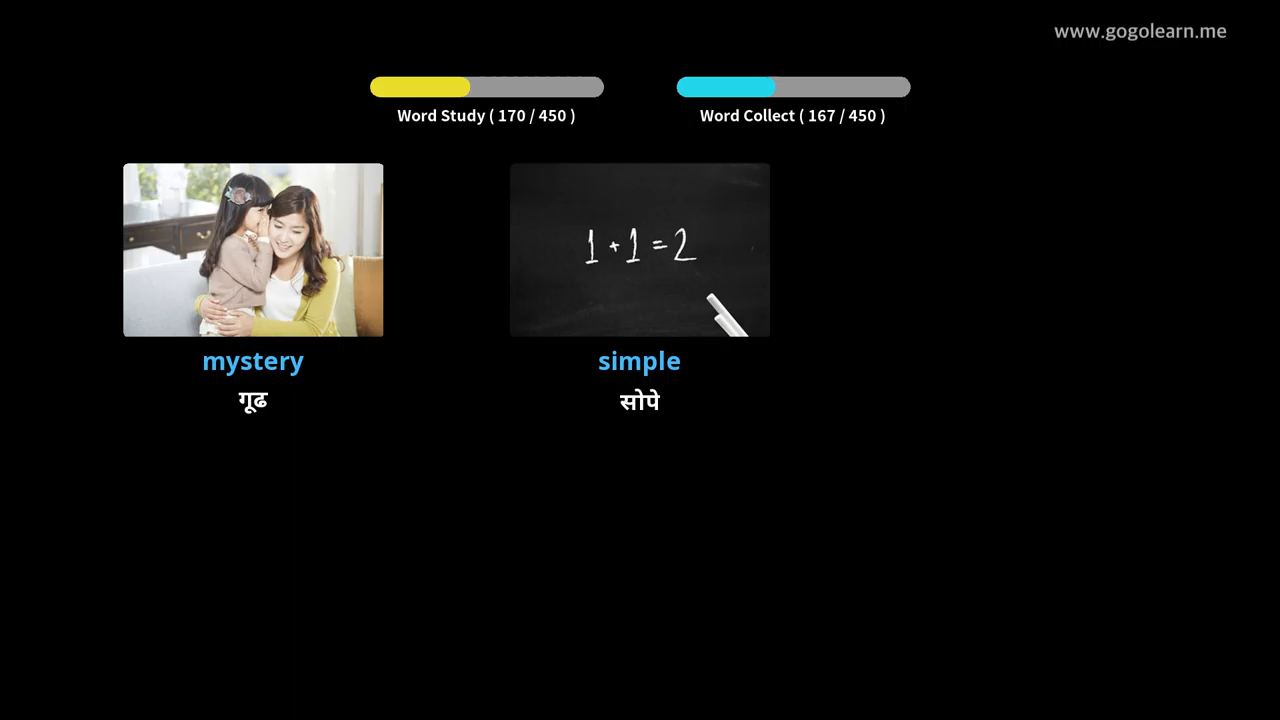 www.gogolearn.me
Word Study ( 170 / 450 )
Word Collect ( 167 / 450 )
1 + 1 = 2
mystery
simple
गूढ
सोपे